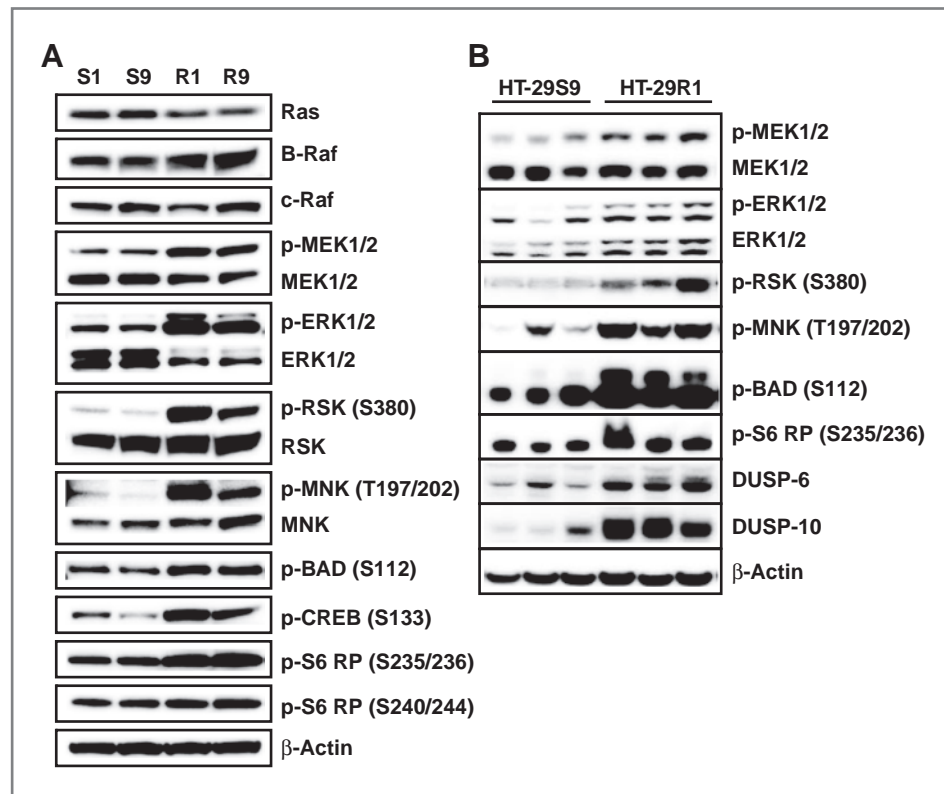 A
S1 S9 R1 R9
Ras
B-Raf
c-Raf
p-MEK1/2
MEK1/2
p-ERK1/2
ERK1/2
p-RSK (S380)
RSK
p-MNK (T197/202)
MNK
p-BAD (S112)
p-CREB (S133)
p-S6 RP (S235/236)
p-S6 RP (S240/244)
β-Actin
B
HT-29S9 HT-29R1
p-MEK1/2
MEK1/2
p-ERK1/2
ERK1/2
p-RSK (S380)
p-MNK (T197/202)
p-BAD (S112)
p-S6 RP (S235/236)
DUSP-6
DUSP-10
β-Actin